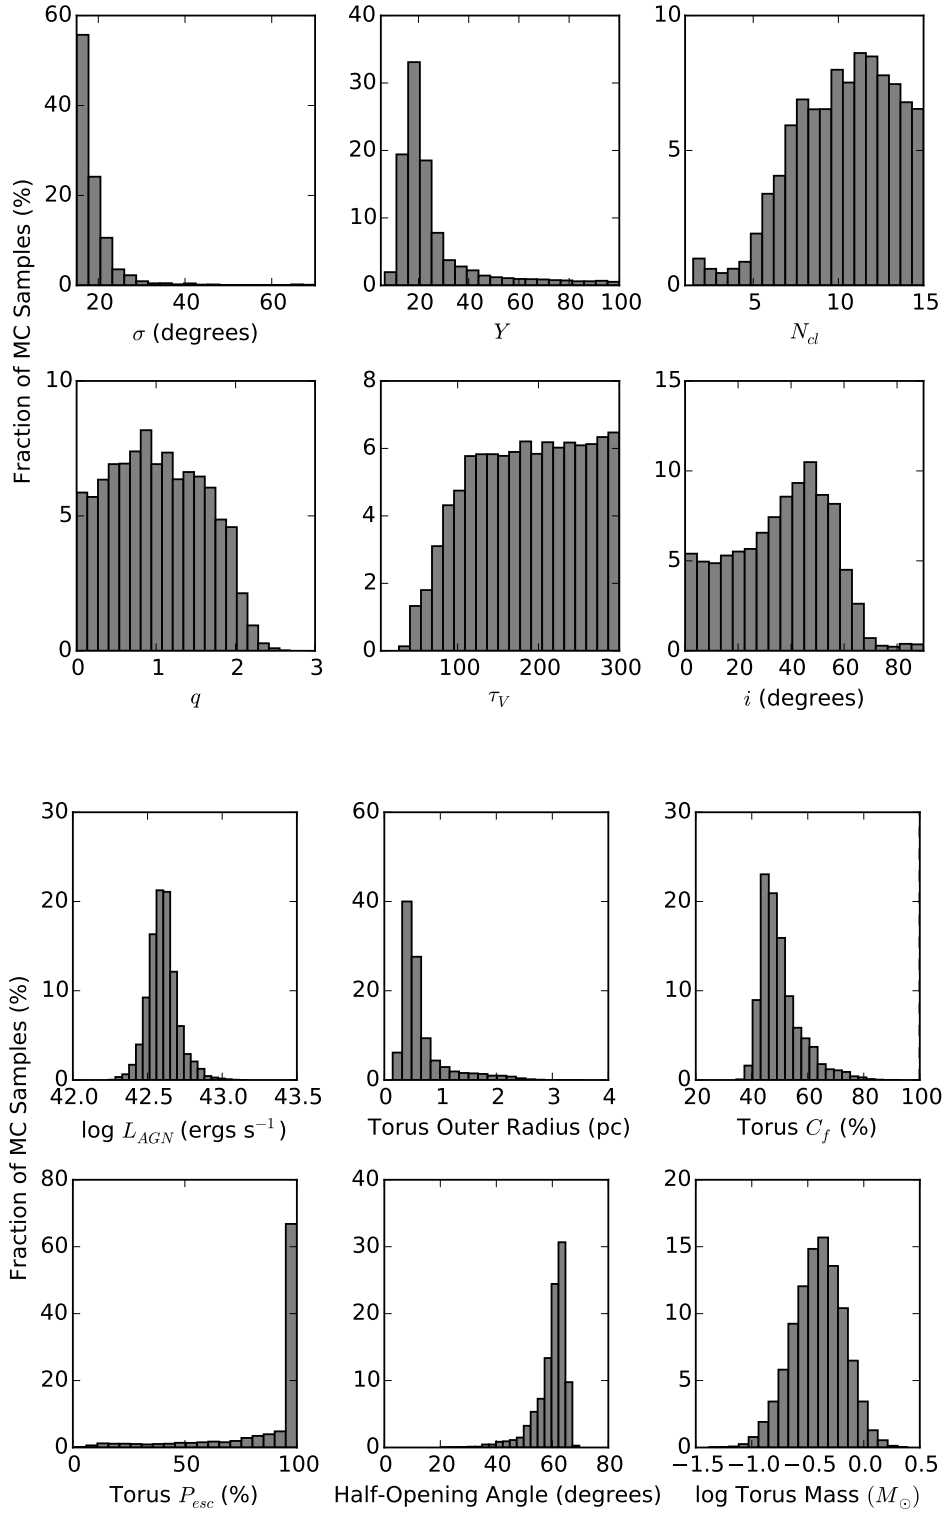 Fraction of MC Samples (%)
60
40
20
0
20 40 60
σ (degrees)
40
30
20
10
0
20 40 60 80 100
Y
10
5
0
5 10 15
N_cl
10
5
0
0 1 2 3
q
8
6
4
2
0
100 200 300
τ_V
15
10
5
0
0 20 40 60 80
i (degrees)
Fraction of MC Samples (%)
30
20
10
0
42.0 42.5 43.0 43.5
log L_AGN (ergs s⁻¹)
60
40
20
0
0 1 2 3 4
Torus Outer Radius (pc)
30
20
10
0
20 40 60 80 100
Torus C_f (%)
80
60
40
20
0
0 50 100
Torus P_esc (%)
40
30
20
10
0
0 20 40 60 80
Half-Opening Angle (degrees)
20
15
10
5
0
−1.5 −1.0 −0.5 0.0 0.5
log Torus Mass (M_⊙)